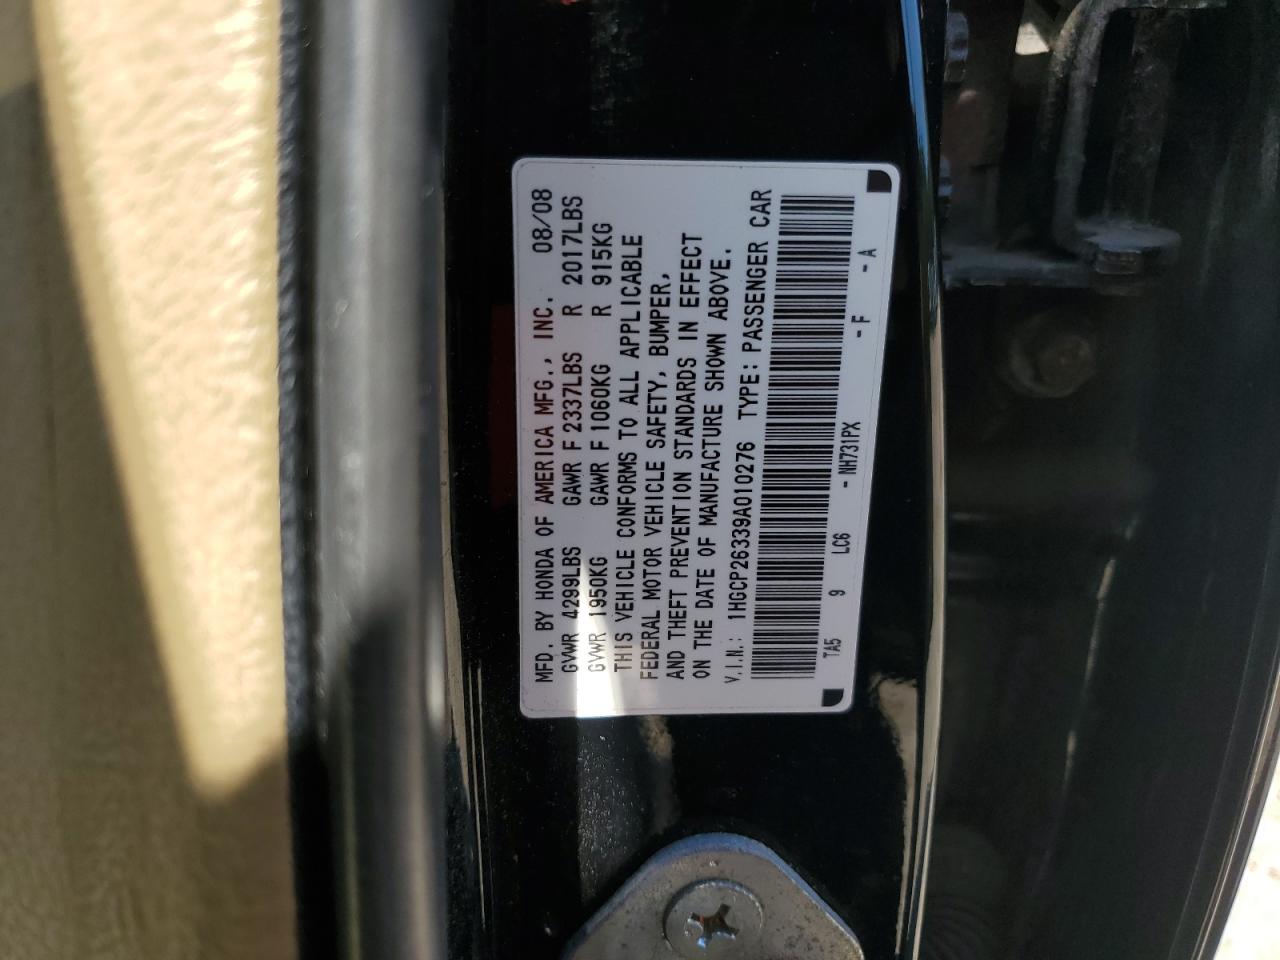 MFD. BY HONDA OF AMERICA MFG., INC. 08/08
GVWR 4299LBS GAWR F 2337LBS R 2017LBS
GVWR 1950KG GAWR F 1060KG R 915KG
THIS VEHICLE CONFORMS TO ALL APPLICABLE
FEDERAL MOTOR VEHICLE SAFETY, BUMPER,
AND THEFT PREVENTION STANDARDS IN EFFECT
ON THE DATE OF MANUFACTURE SHOWN ABOVE.
V.I.N.: 1HGCP26339A010276 TYPE: PASSENGER CAR
TA5 9 LC6 - NH731PX - F - A